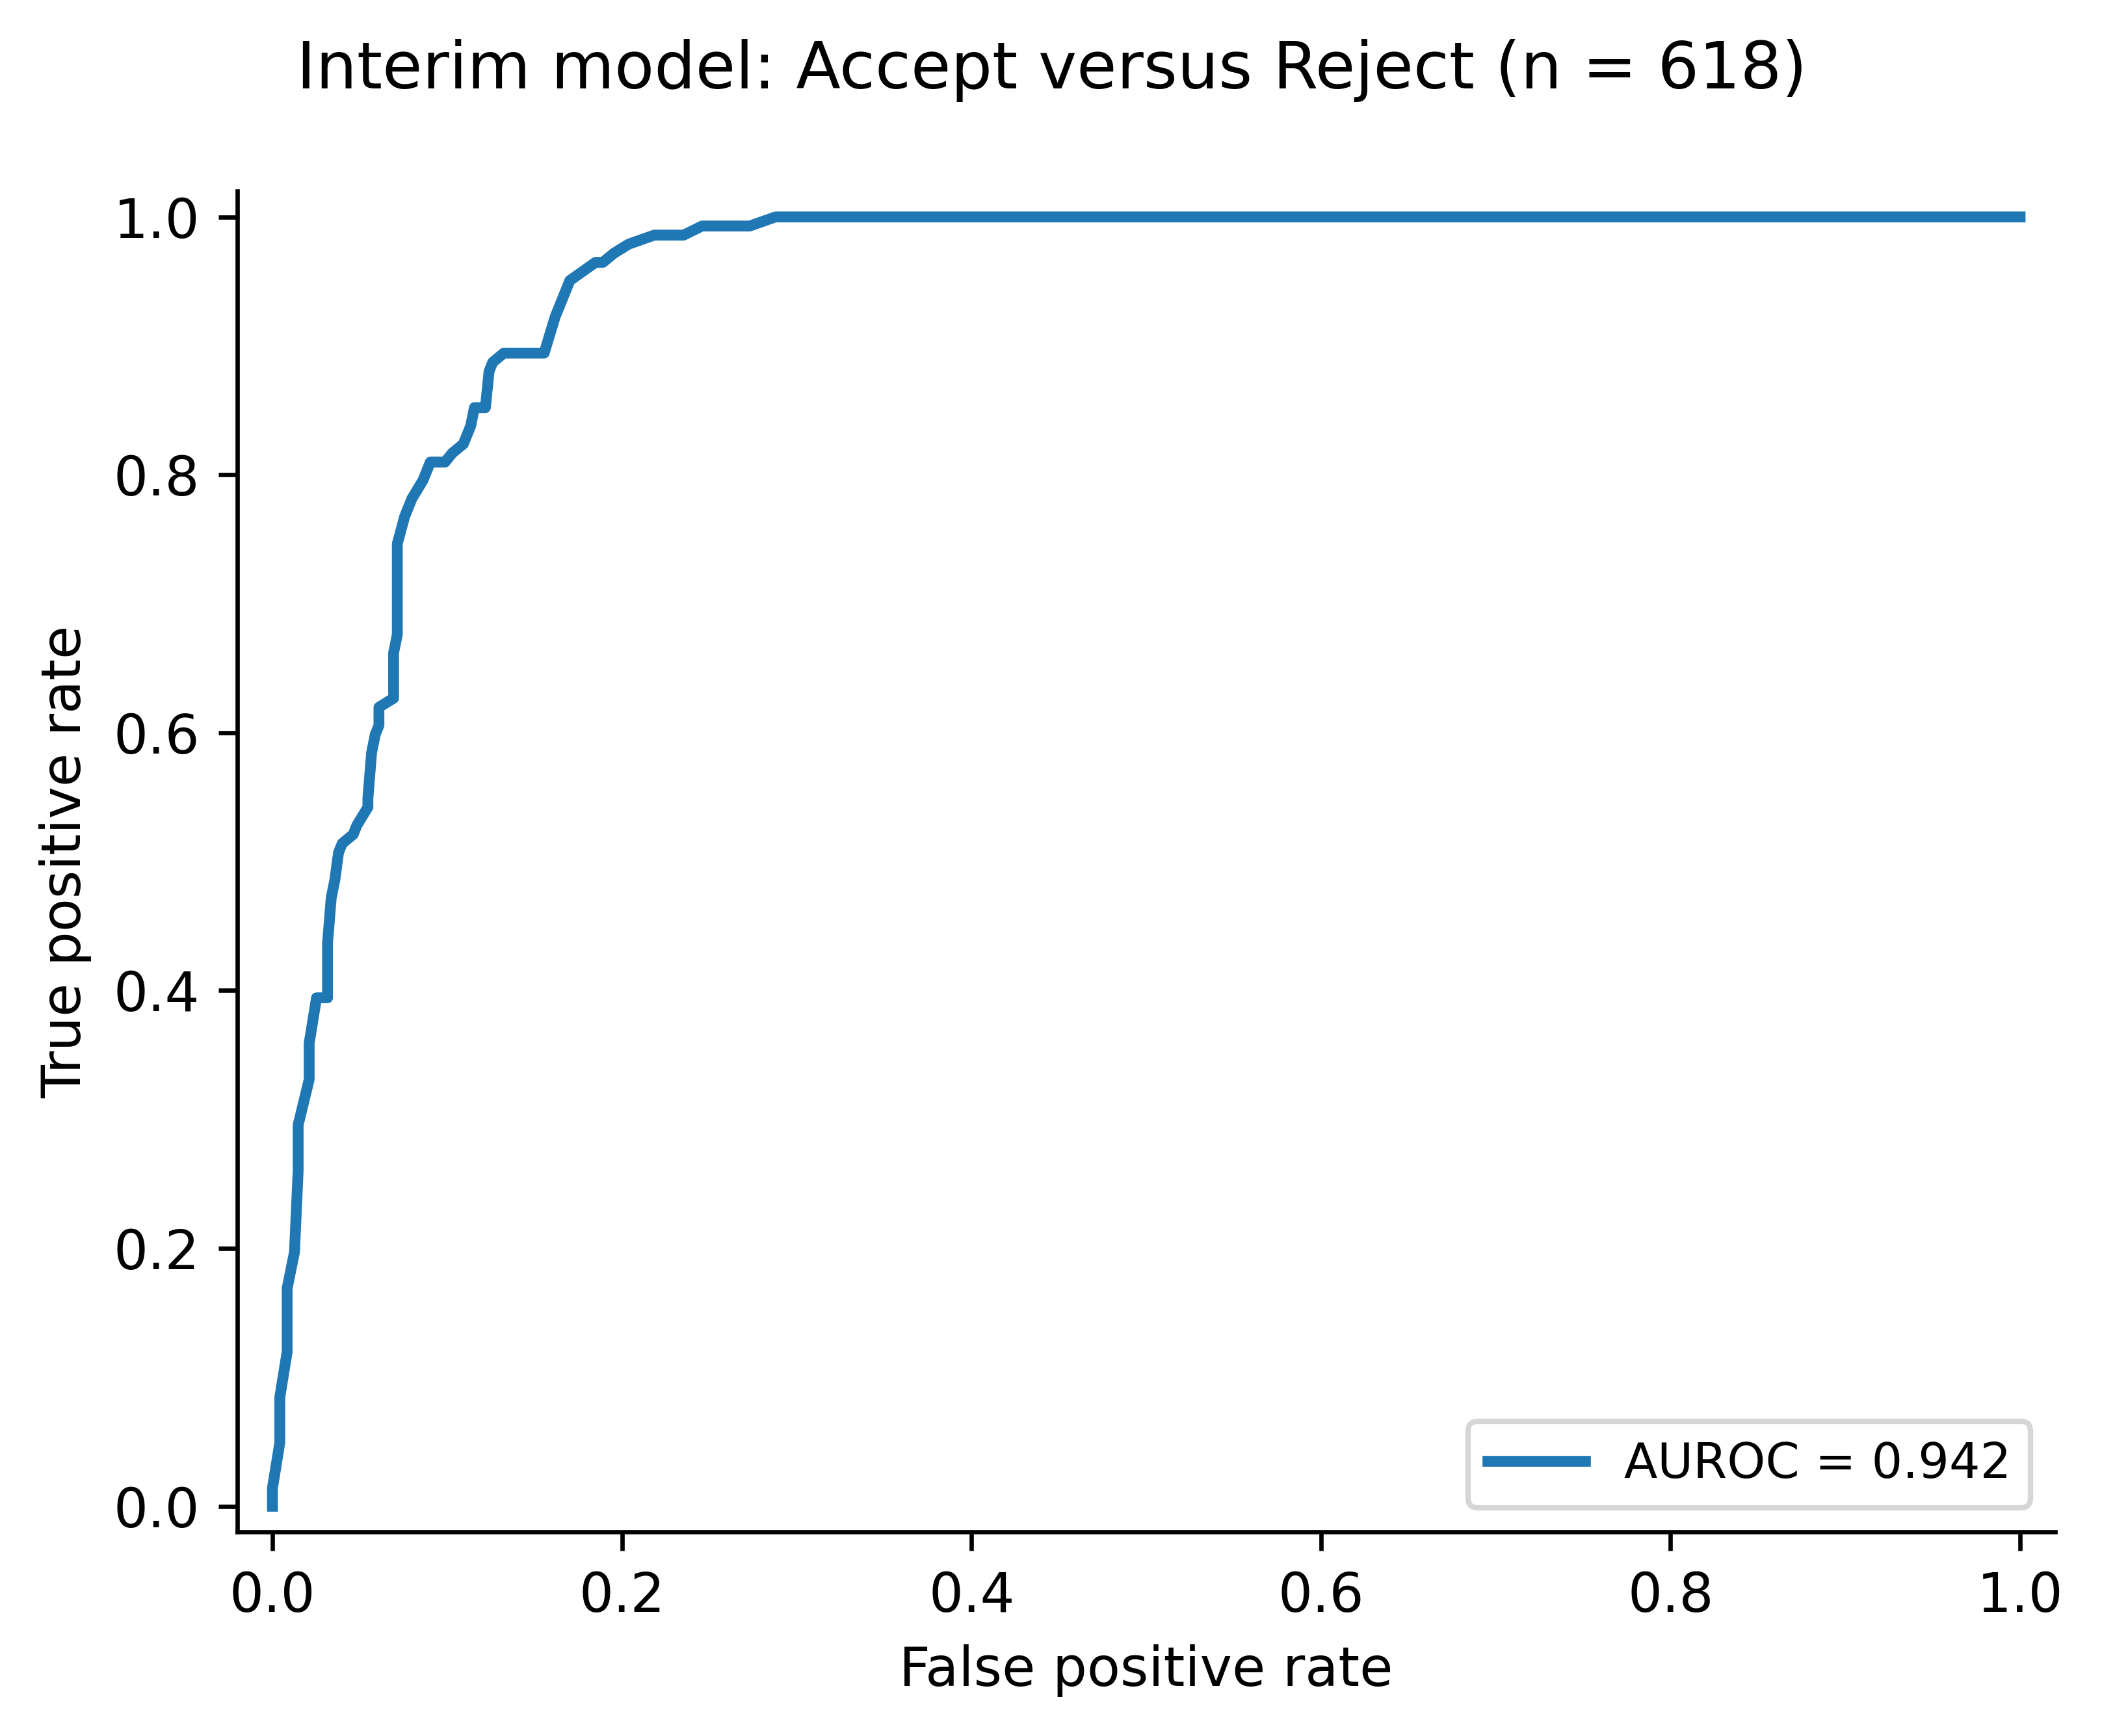 Interim model: Accept versus Reject (n = 618)
1.0
0.8
0.6
0.4
0.2
0.0
True positive rate
AUROC = 0.942
0.0 0.2 0.4 0.6 0.8 1.0
False positive rate